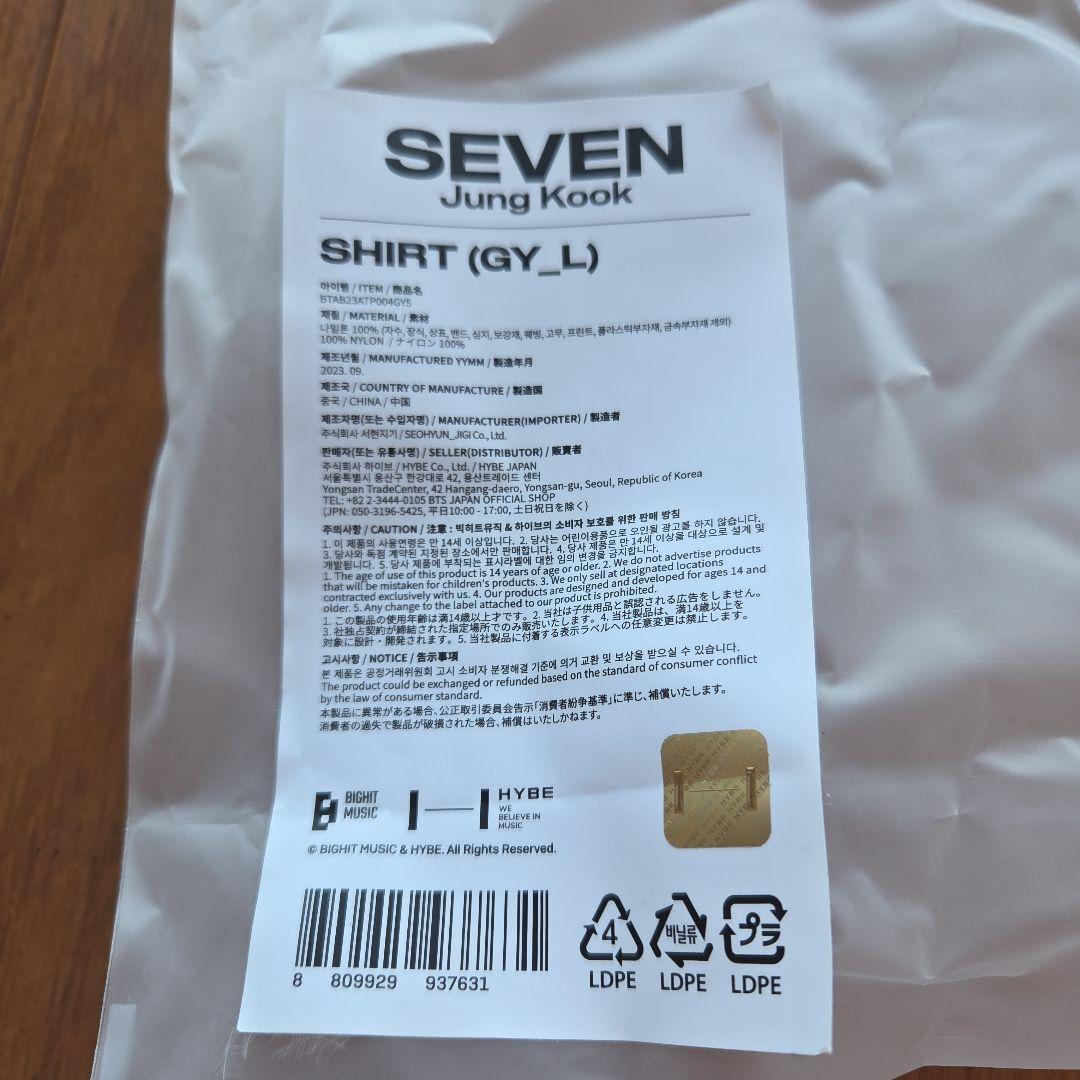 SEVEN
Jung Kook
SHIRT (GY_L)
아이템 / ITEM / 商品名
BTAB23ATP004GY5
재질 / MATERIAL / 素材
나일론 100% (자수, 장식, 상표, 밴드, 심지, 보강재, 웨빙, 고무, 프린트, 플라스틱부자재, 금속부자재 제외)
100% NYLON / ナイロン 100%
제조년월 / MANUFACTURED YYMM / 製造年月
2023. 09.
제조국 / COUNTRY OF MANUFACTURE / 製造国
중국 / CHINA / 中国
제조자명(또는 수입자명) / MANUFACTURER(IMPORTER) / 製造者
주식회사 서현지기 / SEOHYUN_JIGI Co., Ltd.
판매자(또는 유통사명) / SELLER(DISTRIBUTOR) / 販賣者
주식회사 하이브 / HYBE Co., Ltd. / HYBE JAPAN
서울특별시 용산구 한강대로 42, 용산트레이드 센터
Yongsan TradeCenter, 42 Hangang-daero, Yongsan-gu, Seoul, Republic of Korea
TEL: +82 2-3444-0105 BTS JAPAN OFFICIAL SHOP
(JPN: 050-3196-5425, 平日10:00 - 17:00, 土日祝日を除く)
주의사항 / CAUTION / 注意 : 빅히트뮤직 & 하이브의 소비자 보호를 위한 판매 방침
1. 이 제품의 사용연령은 만 14세 이상입니다. 2. 당사는 어린이용품으로 오인될 광고를 하지 않습니다.
3. 당사와 독점 계약된 지정된 장소에서만 판매합니다. 4. 당사 제품은 만 14세 이상을 대상으로 설계 및
개발됩니다. 5. 당사 제품에 부착되는 표시라벨에 대한 임의 변경을 금지합니다.
1. The age of use of this product is 14 years of age or older. 2. We do not advertise products
that will be mistaken for children's products. 3. We only sell at designated locations
contracted exclusively with us. 4. Our products are designed and developed for ages 14 and
older. 5. Any change to the label attached to our product is prohibited.
1. この製品の使用年齢は満14歳以上才です。2. 当社は子供用品と誤認される広告をしません。
3. 社独占契約が締結された指定場所でのみ販売いたします。4. 当社製品は、満14歳以上を
対象に設計・開発されます。5. 当社製品に付着する表示ラベルへの任意変更は禁止します。
고시사항 / NOTICE / 告示事項
본 제품은 공정거래위원회 고시 소비자 분쟁해결 기준에 의거 교환 및 보상을 받으실 수 있습니다.
The product could be exchanged or refunded based on the standard of consumer conflict
by the law of consumer standard.
本製品に異常がある場合、公正取引委員会告示「消費者紛争基準」に準じ、補償いたします。
消費者の過失で製品が破損された場合、補償はいたしかねます。
BIGHIT
MUSIC
HYBE
WE
BELIEVE IN
MUSIC
© BIGHIT MUSIC & HYBE. All Rights Reserved.
8 809929 937631
4
LDPE
비닐류
LDPE
プラ
LDPE